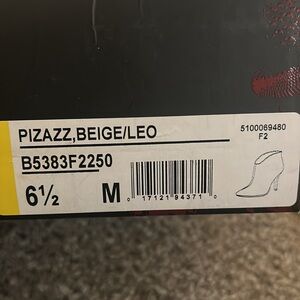 PIZAZZ,BEIGE/LEO
5100069480
F2
B5383F2250
6½ M
0 17121 94371 0